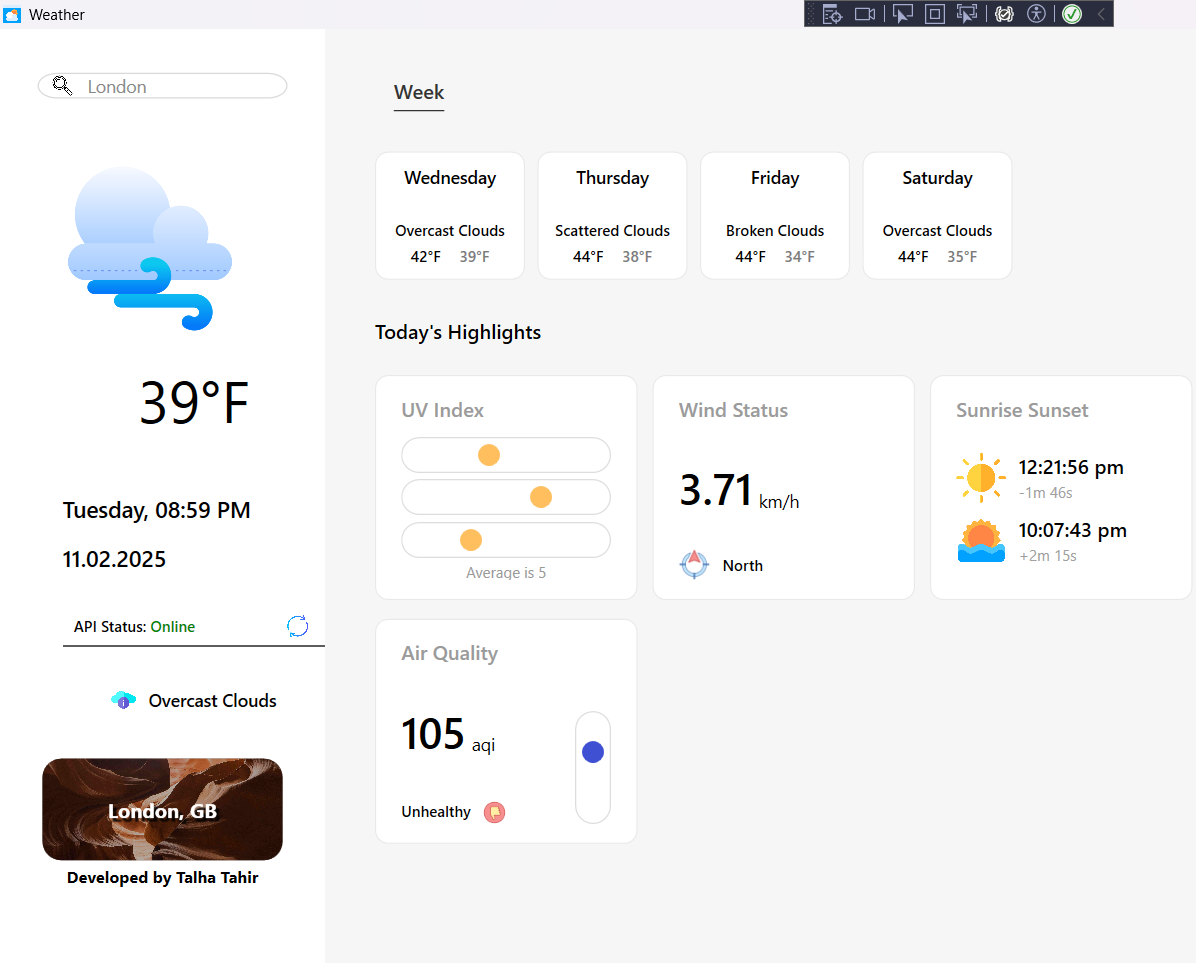 Weather
London
39°F
Tuesday, 08:59 PM
11.02.2025
API Status: Online
Overcast Clouds
London, GB
Developed by Talha Tahir
Week
Wednesday
Overcast Clouds
42°F 39°F
Thursday
Scattered Clouds
44°F 38°F
Friday
Broken Clouds
44°F 34°F
Saturday
Overcast Clouds
44°F 35°F
Today's Highlights
UV Index
Average is 5
Wind Status
3.71 km/h
North
Sunrise Sunset
12:21:56 pm
-1m 46s
10:07:43 pm
+2m 15s
Air Quality
105 aqi
Unhealthy